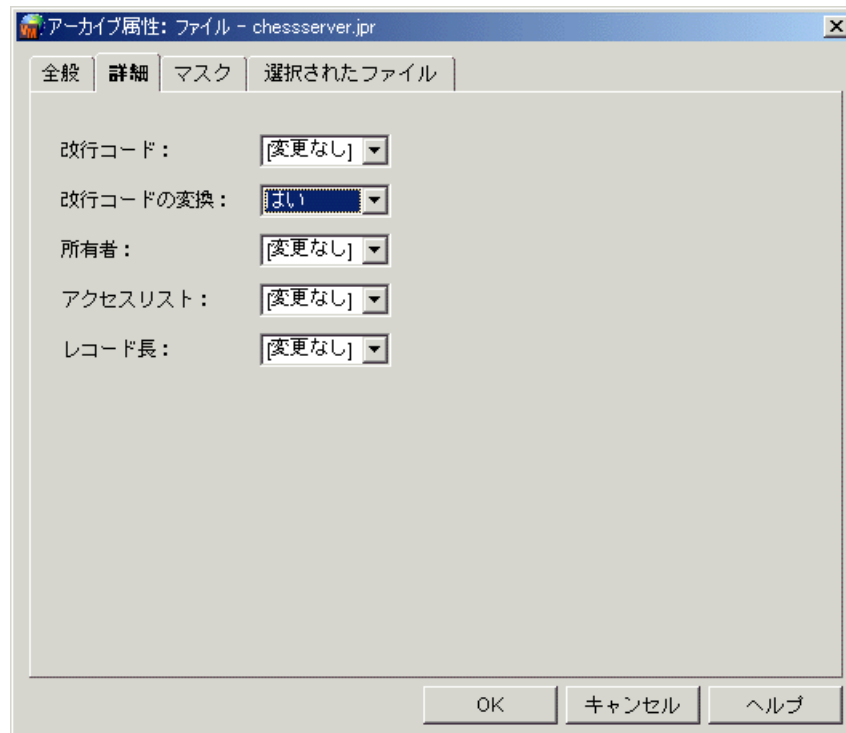 アーカイブ属性: ファイル - chessserver.jpr
全般 詳細 マスク 選択されたファイル
改行コード: [変更なし]
改行コードの変換: はい
所有者: [変更なし]
アクセスリスト: [変更なし]
レコード長: [変更なし]
OK キャンセル ヘルプ